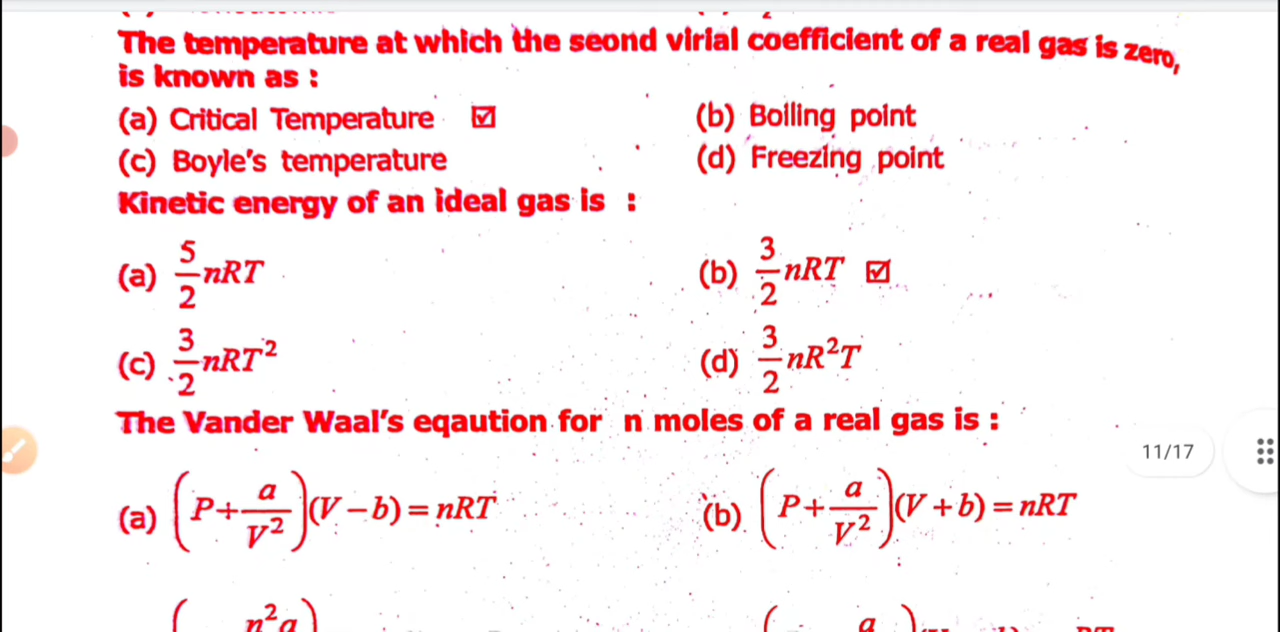 The temperature at which the seond virial coefficient of a real gas is zero,
is known as :
(a) Critical Temperature ☑ (b) Boiling point
(c) Boyle's temperature (d) Freezing point
Kinetic energy of an ideal gas is :
(a) 5/2 nRT (b) 3/2 nRT ☑
(c) 3/2 nRT² (d) 3/2 nR²T
The Vander Waal's eqaution for n moles of a real gas is :
(a) (P+a/V²)(V–b)=nRT (b) (P+a/V²)(V+b)=nRT
11/17
n²a a